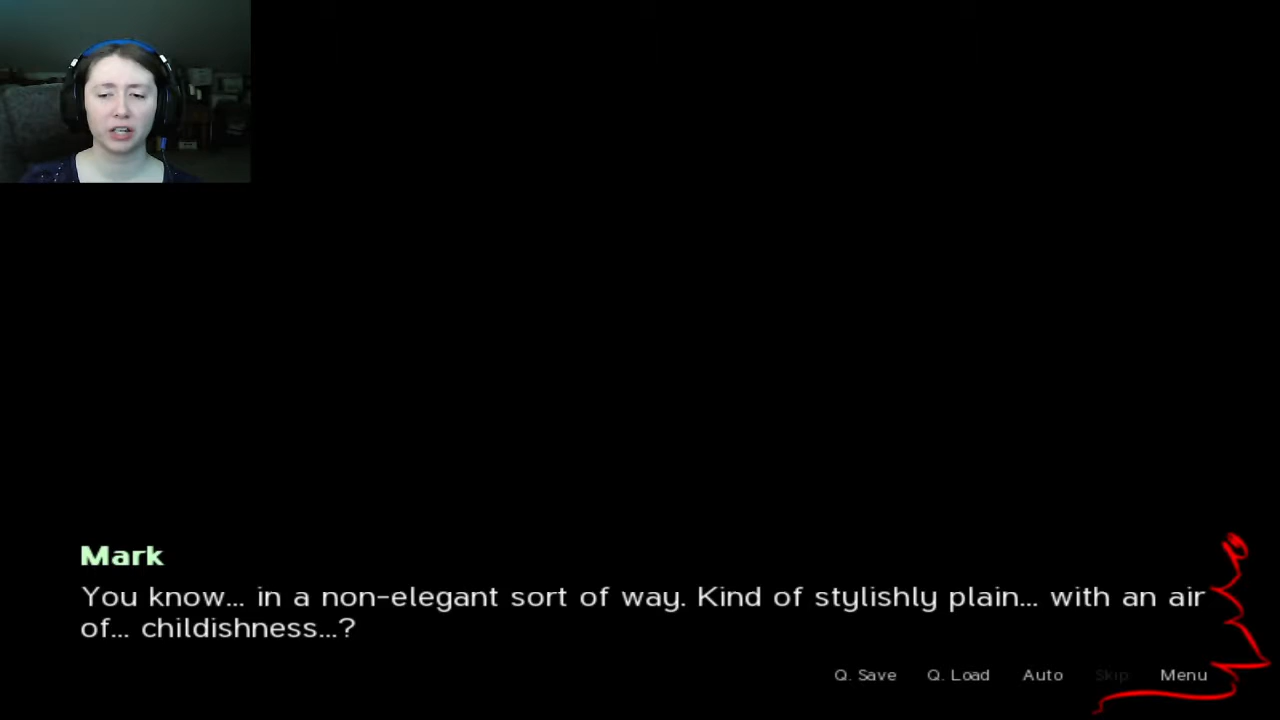 Mark
You know... in a non-elegant sort of way. Kind of stylishly plain... with an air
of... childishness...?
Q. Save Q. Load Auto Skip Menu